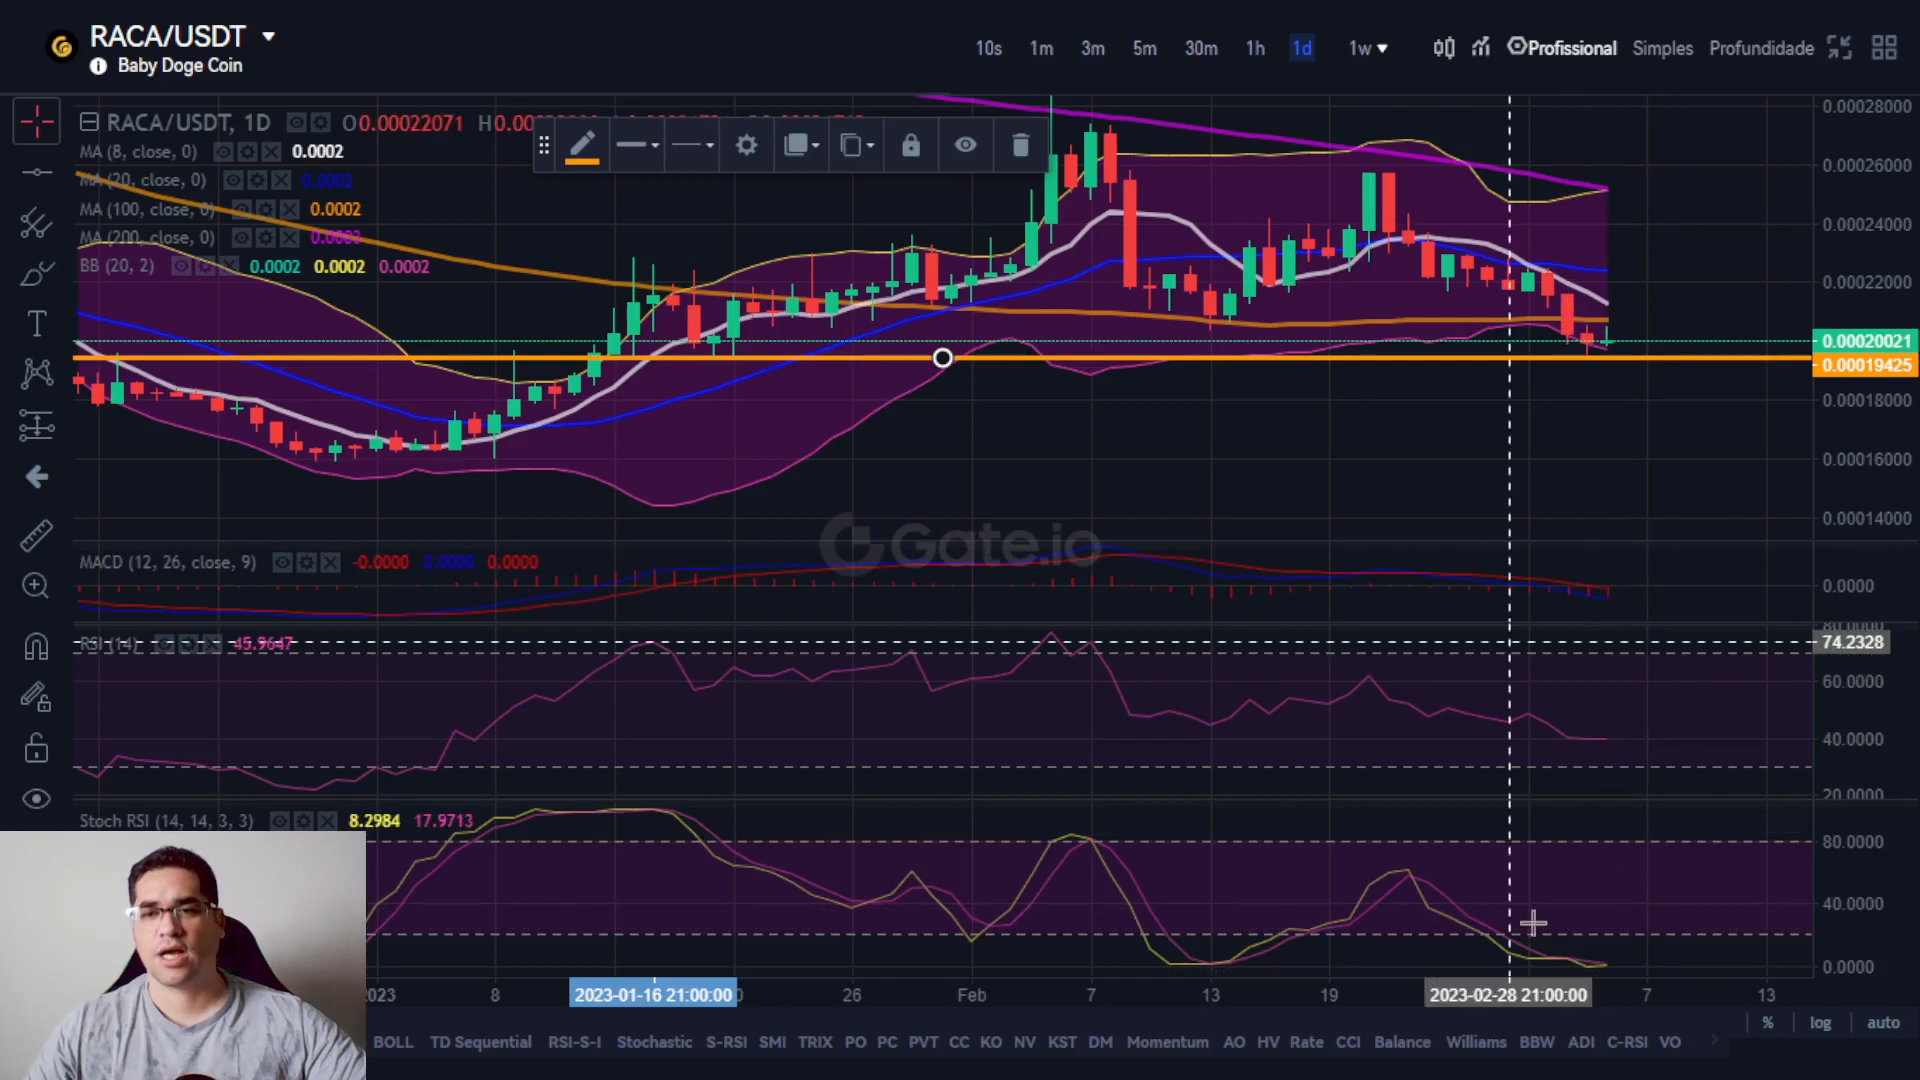 RACA/USDT
Baby Doge Coin
10s 1m 3m 5m 30m 1h 1d 1w Profissional Simples Profundidade
RACA/USDT, 1D O0.00022071
MA (8, close, 0) 0.0002
MA (20, close, 0) 0.0002
MA (100, close, 0) 0.0002
MA (200, close, 0) 0.0003
BB (20, 2) 0.0002 0.0002 0.0002
0.00028000
0.00026000
0.00024000
0.00022000
0.00020021
0.00019425
0.00018000
0.00016000
0.00014000
Gate.io
MACD (12, 26, close, 9) -0.0000 0.0000 0.0000
0.0000
RSI (14) 45.9647
80.0000
74.2328
60.0000
40.0000
20.0000
Stoch RSI (14, 14, 3, 3) 8.2984 17.9713
80.0000
40.0000
0.0000
2023 8 2023-01-16 21:00:00 26 Feb 7 13 19 2023-02-28 21:00:00 7 13
% log auto
BOLL TD Sequential RSI-S-I Stochastic S-RSI SMI TRIX PO PC PVT CC KO NV KST DM Momentum AO HV Rate CCI Balance Williams BBW ADI C-RSI VO